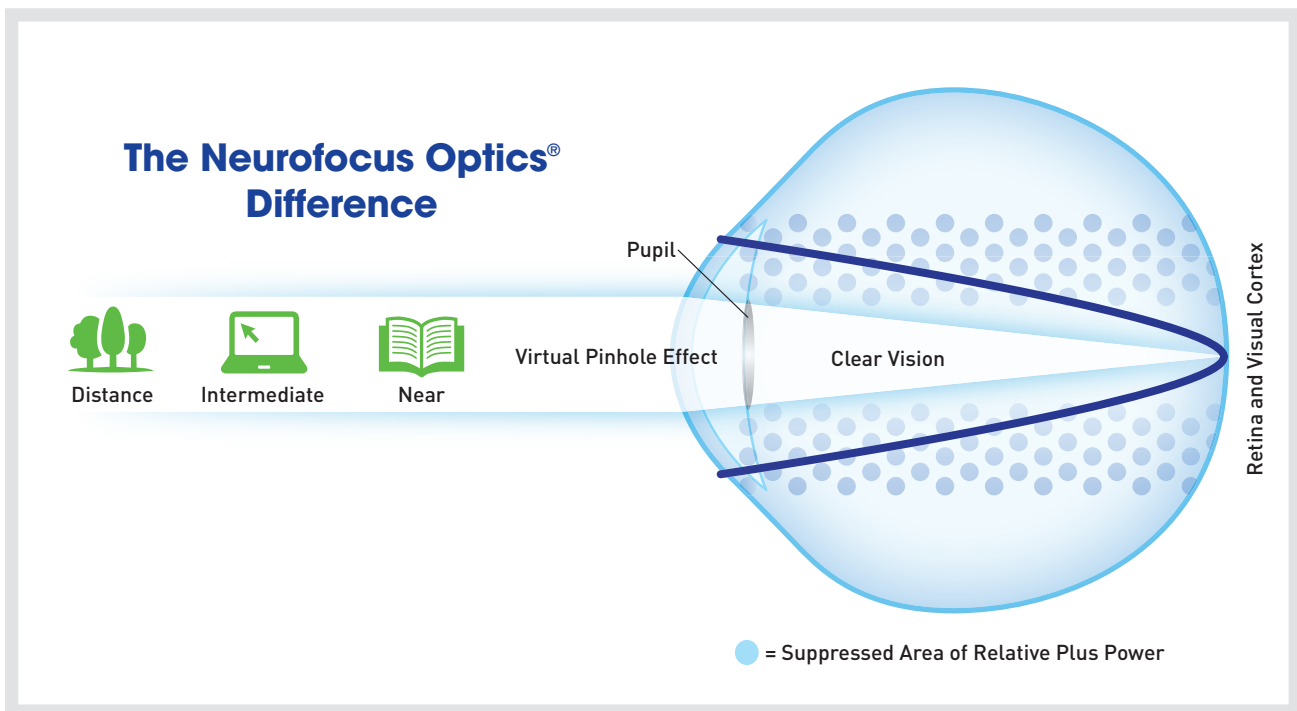 The Neurofocus Optics®
Difference
Pupil
Distance
Intermediate
Near
Virtual Pinhole Effect
Clear Vision
Retina and Visual Cortex
= Suppressed Area of Relative Plus Power